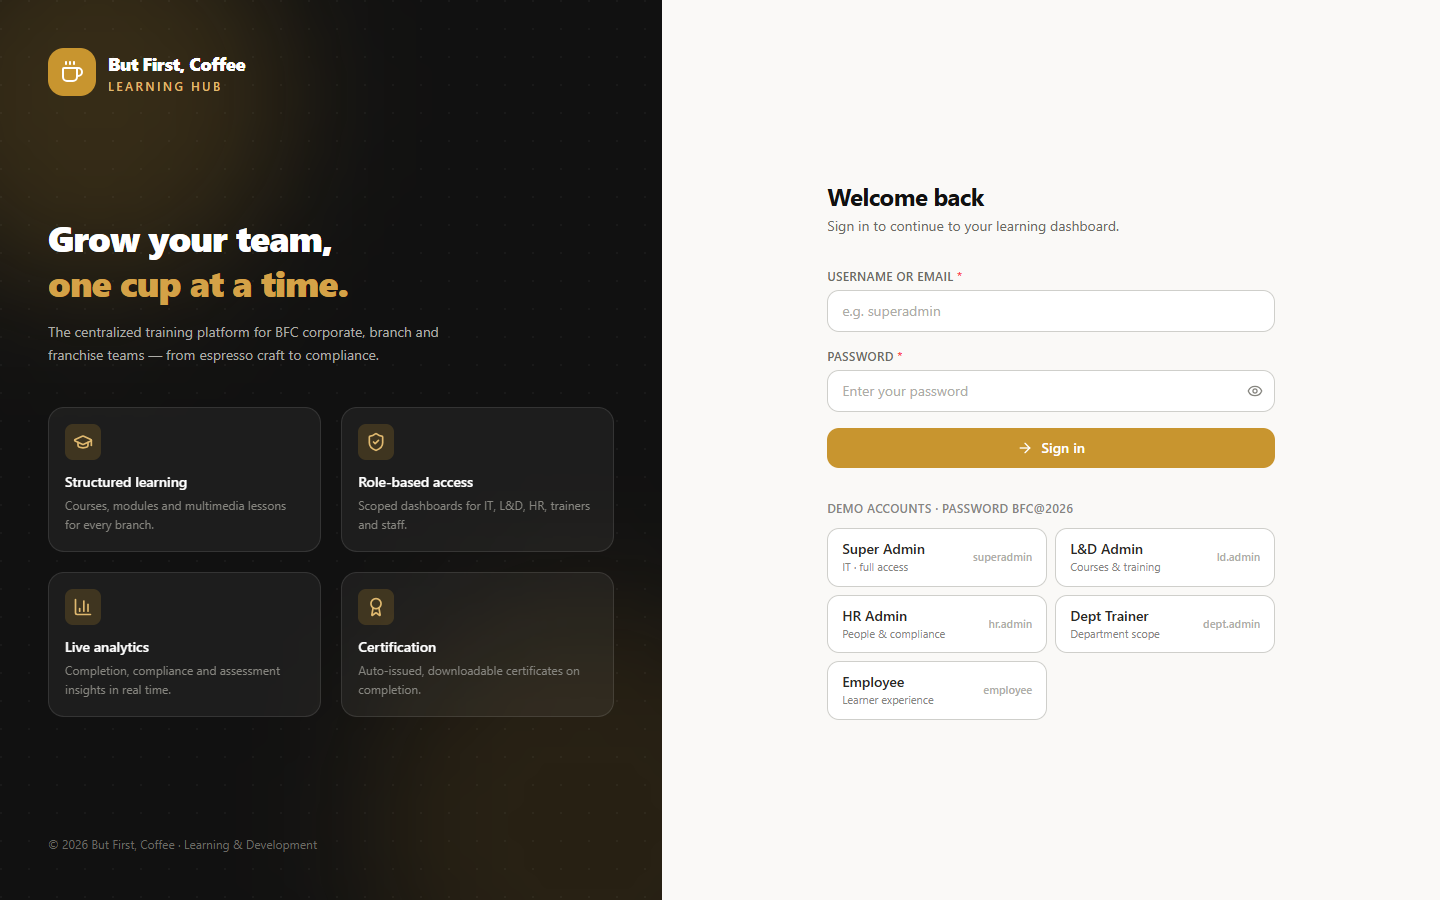 But First, Coffee
LEARNING HUB
Grow your team,
one cup at a time.
The centralized training platform for BFC corporate, branch and
franchise teams — from espresso craft to compliance.
Structured learning
Courses, modules and multimedia lessons
for every branch.
Role-based access
Scoped dashboards for IT, L&D, HR, trainers
and staff.
Live analytics
Completion, compliance and assessment
insights in real time.
Certification
Auto-issued, downloadable certificates on
completion.
© 2026 But First, Coffee · Learning & Development
Welcome back
Sign in to continue to your learning dashboard.
USERNAME OR EMAIL *
e.g. superadmin
PASSWORD *
Enter your password
Sign in
DEMO ACCOUNTS · PASSWORD BFC@2026
Super Admin
IT · full access
superadmin
L&D Admin
Courses & training
ld.admin
HR Admin
People & compliance
hr.admin
Dept Trainer
Department scope
dept.admin
Employee
Learner experience
employee